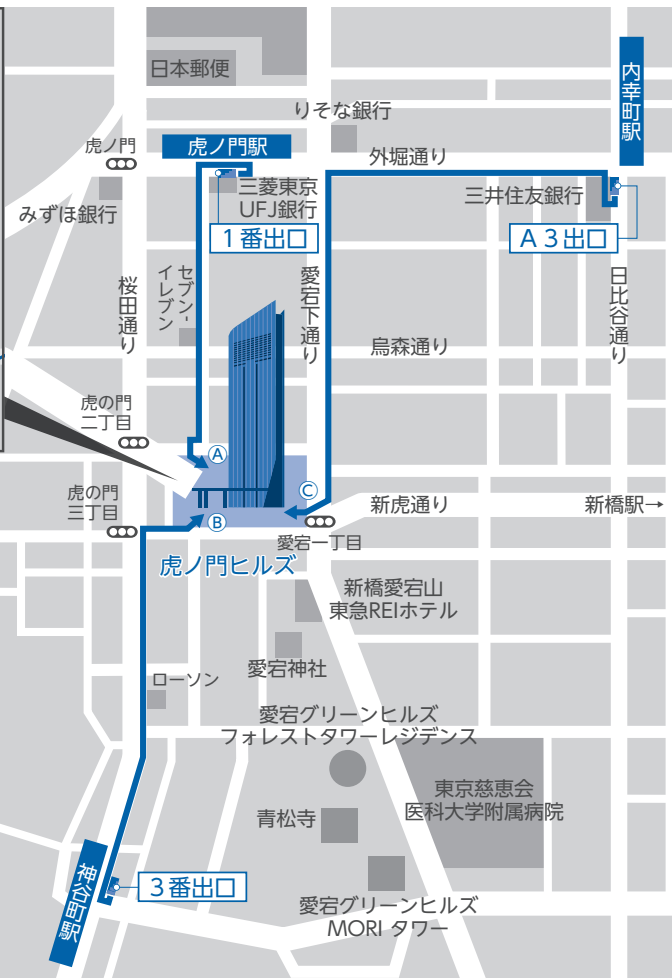 日本郵便
内幸町駅
りそな銀行
虎ノ門
虎ノ門駅
外堀通り
三菱東京
UFJ銀行
三井住友銀行
みずほ銀行
1番出口
A3出口
桜田通り
セブン-
イレブン
愛宕下通り
日比谷通り
烏森通り
虎の門
二丁目
A
虎の門
三丁目
C
B
新虎通り
新橋駅→
愛宕一丁目
虎ノ門ヒルズ
新橋愛宕山
東急REIホテル
愛宕神社
ローソン
愛宕グリーンヒルズ
フォレストタワーレジデンス
東京慈恵会
医科大学附属病院
青松寺
神谷町駅
3番出口
愛宕グリーンヒルズ
MORI タワー